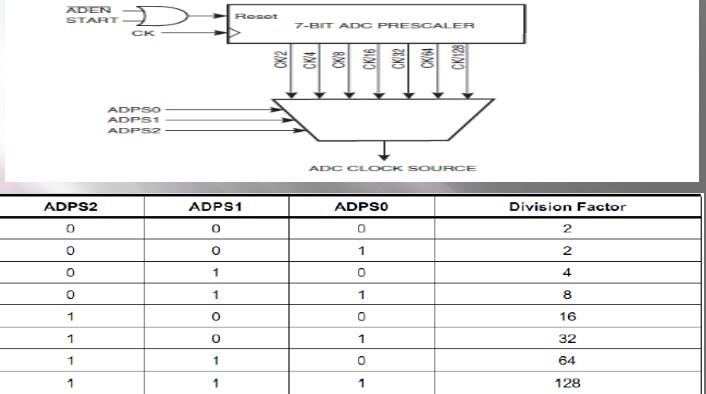 ADEN
START
Reset
7-BIT ADC PRESCALER
CK
CK/2 CK/4 CK/8 CK/16 CK/32 CK/64 CK/128
ADPS0
ADPS1
ADPS2
ADC CLOCK SOURCE
ADPS2 ADPS1 ADPS0 Division Factor
0 0 0 2
0 0 1 2
0 1 0 4
0 1 1 8
1 0 0 16
1 0 1 32
1 1 0 64
1 1 1 128